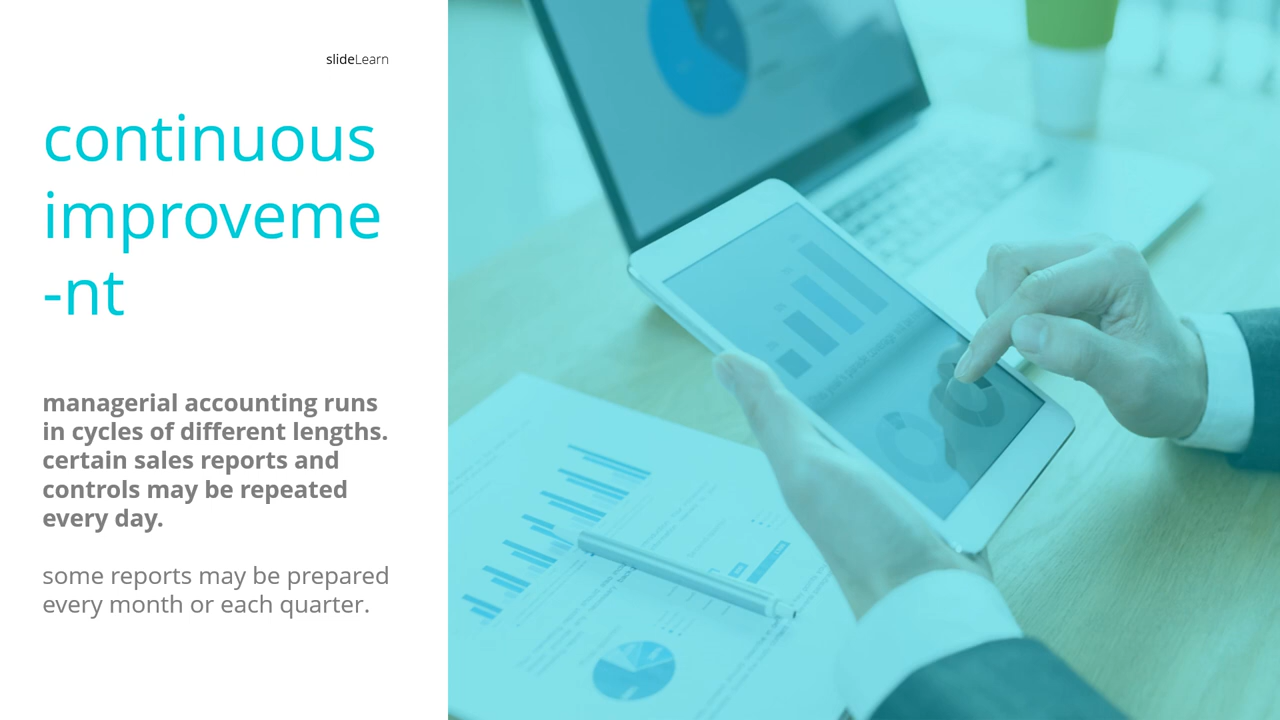 slideLearn
continuous
improveme
-nt
managerial accounting runs
in cycles of different lengths.
certain sales reports and
controls may be repeated
every day.
some reports may be prepared
every month or each quarter.